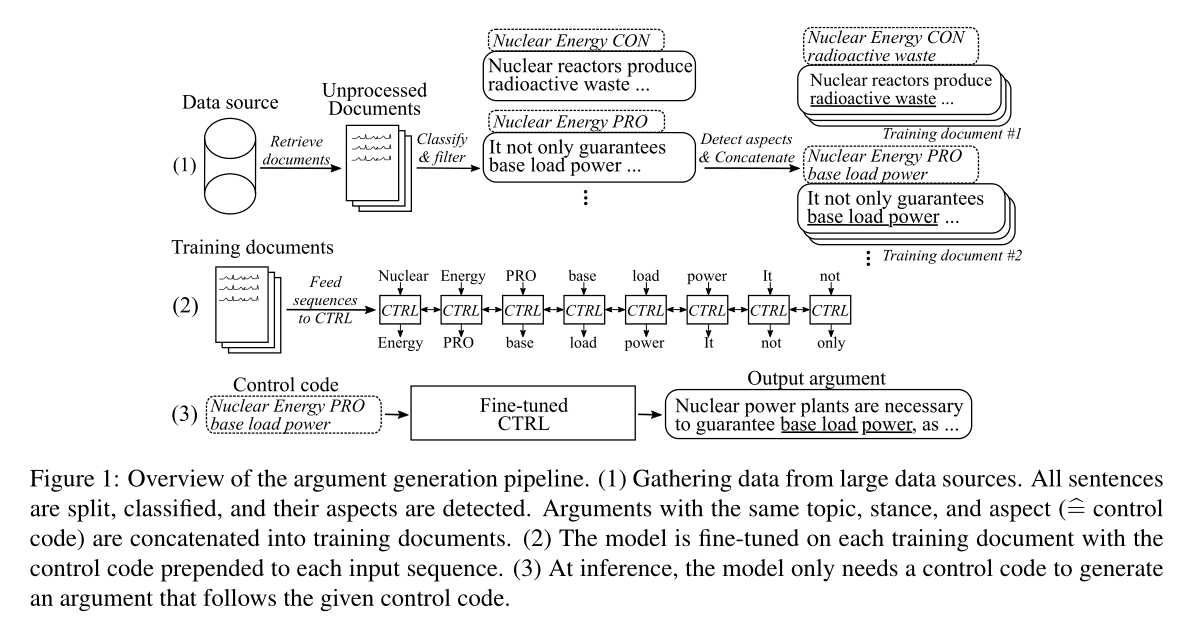 (1)
Data source
Retrieve
documents
Unprocessed
Documents
Classify
& filter
Nuclear Energy CON
Nuclear reactors produce
radioactive waste ...
Nuclear Energy PRO
It not only guarantees
base load power ...
⋮
Detect aspects
& Concatenate
Nuclear Energy CON
radioactive waste
Nuclear reactors produce
radioactive waste ...
Training document #1
Nuclear Energy PRO
base load power
It not only guarantees
base load power ...
⋮ Training document #2
Training documents
(2)
Feed
sequences
to CTRL
Nuclear Energy PRO base load power It not
CTRL CTRL CTRL CTRL CTRL CTRL CTRL CTRL
Energy PRO base load power It not only
(3)
Control code
Nuclear Energy PRO
base load power
Fine-tuned
CTRL
Output argument
Nuclear power plants are necessary
to guarantee base load power, as ...
Figure 1: Overview of the argument generation pipeline. (1) Gathering data from large data sources. All sentences
are split, classified, and their aspects are detected. Arguments with the same topic, stance, and aspect (≙ control
code) are concatenated into training documents. (2) The model is fine-tuned on each training document with the
control code prepended to each input sequence. (3) At inference, the model only needs a control code to generate
an argument that follows the given control code.